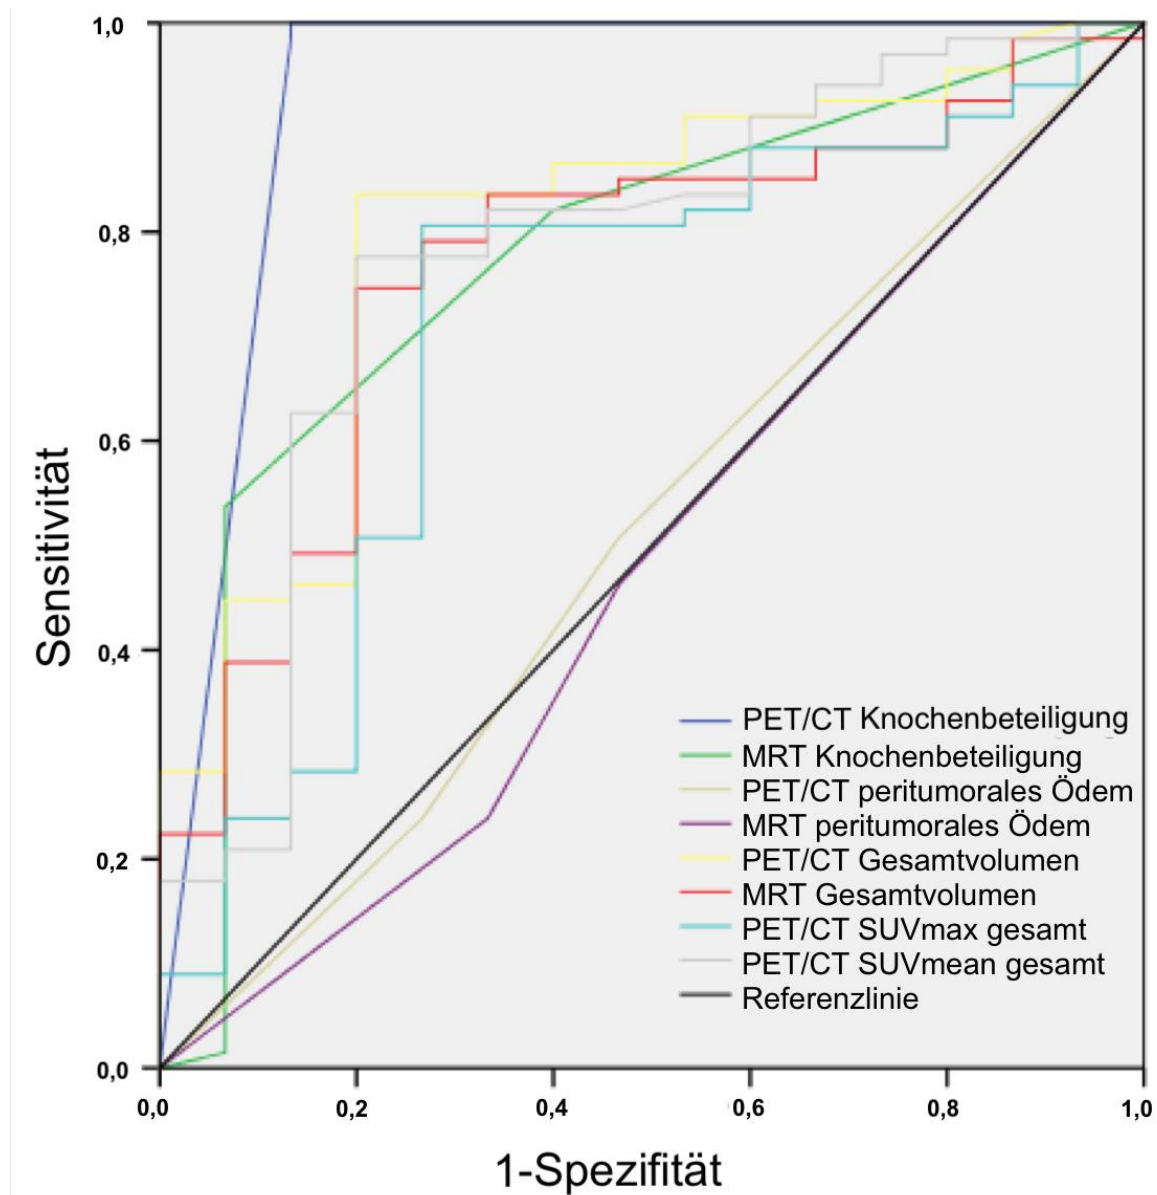 1,0
0,8
0,6
0,4
0,2
0,0
Sensitivität
PET/CT Knochenbeteiligung
MRT Knochenbeteiligung
PET/CT peritumorales Ödem
MRT peritumorales Ödem
PET/CT Gesamtvolumen
MRT Gesamtvolumen
PET/CT SUVmax gesamt
PET/CT SUVmean gesamt
Referenzlinie
0,0 0,2 0,4 0,6 0,8 1,0
1-Spezifität